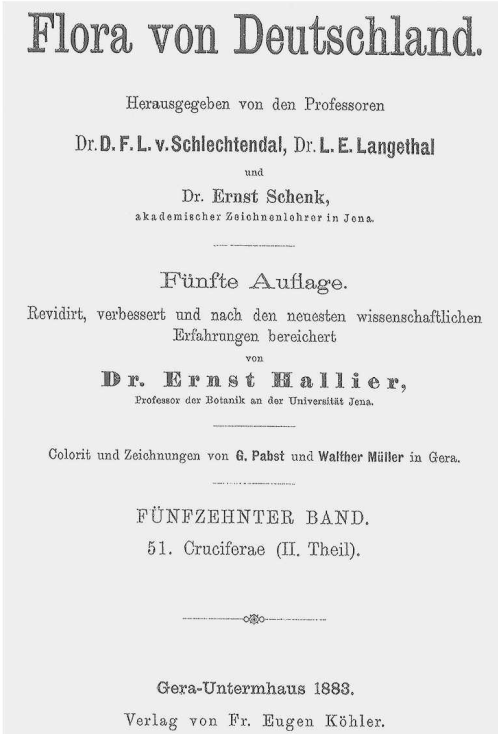 Flora von Deutschland.
Herausgegeben von den Professoren
Dr. D. F. L. v. Schlechtendal, Dr. L. E. Langethal
und
Dr. Ernst Schenk,
akademischer Zeichnenlehrer in Jena.
Fünfte Auflage.
Revidirt, verbessert und nach den neuesten wissenschaftlichen
Erfahrungen bereichert
von
Dr. Ernst Hallier,
Professor der Botanik an der Universität Jena.
Colorit und Zeichnungen von G. Pabst und Walther Müller in Gera.
FÜNFZEHNTER BAND.
51. Cruciferae (II. Theil).
Gera-Untermhaus 1883.
Verlag von Fr. Eugen Köhler.